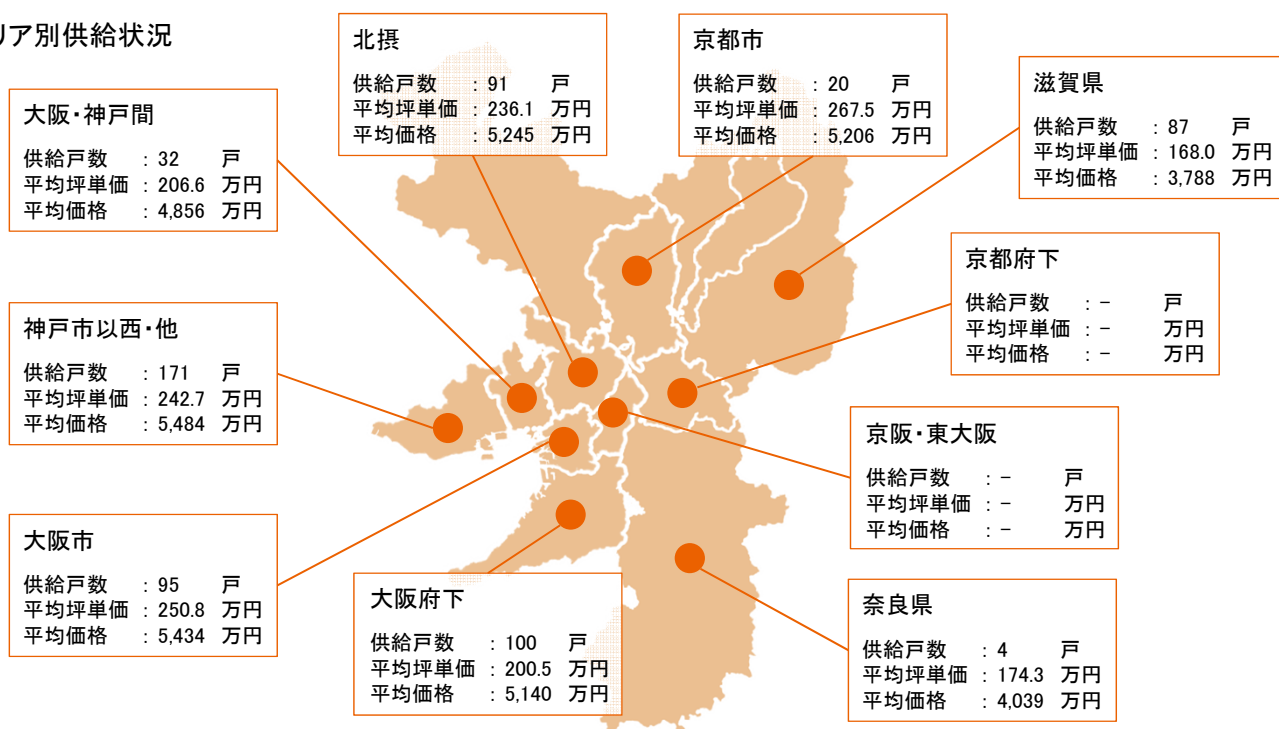 リア別供給状況
北摂
供給戸数 : 91 戸
平均坪単価 : 236.1 万円
平均価格 : 5,245 万円
京都市
供給戸数 : 20 戸
平均坪単価 : 267.5 万円
平均価格 : 5,206 万円
滋賀県
供給戸数 : 87 戸
平均坪単価 : 168.0 万円
平均価格 : 3,788 万円
大阪・神戸間
供給戸数 : 32 戸
平均坪単価 : 206.6 万円
平均価格 : 4,856 万円
京都府下
供給戸数 : － 戸
平均坪単価 : － 万円
平均価格 : － 万円
神戸市以西・他
供給戸数 : 171 戸
平均坪単価 : 242.7 万円
平均価格 : 5,484 万円
京阪・東大阪
供給戸数 : － 戸
平均坪単価 : － 万円
平均価格 : － 万円
大阪市
供給戸数 : 95 戸
平均坪単価 : 250.8 万円
平均価格 : 5,434 万円
大阪府下
供給戸数 : 100 戸
平均坪単価 : 200.5 万円
平均価格 : 5,140 万円
奈良県
供給戸数 : 4 戸
平均坪単価 : 174.3 万円
平均価格 : 4,039 万円